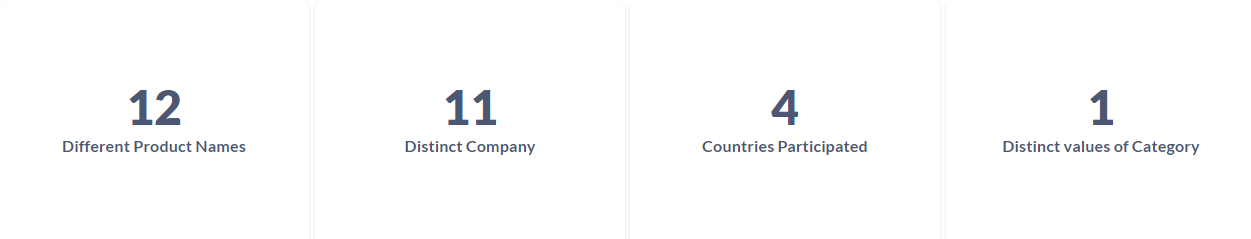 12
Different Product Names
11
Distinct Company
4
Countries Participated
1
Distinct values of Category